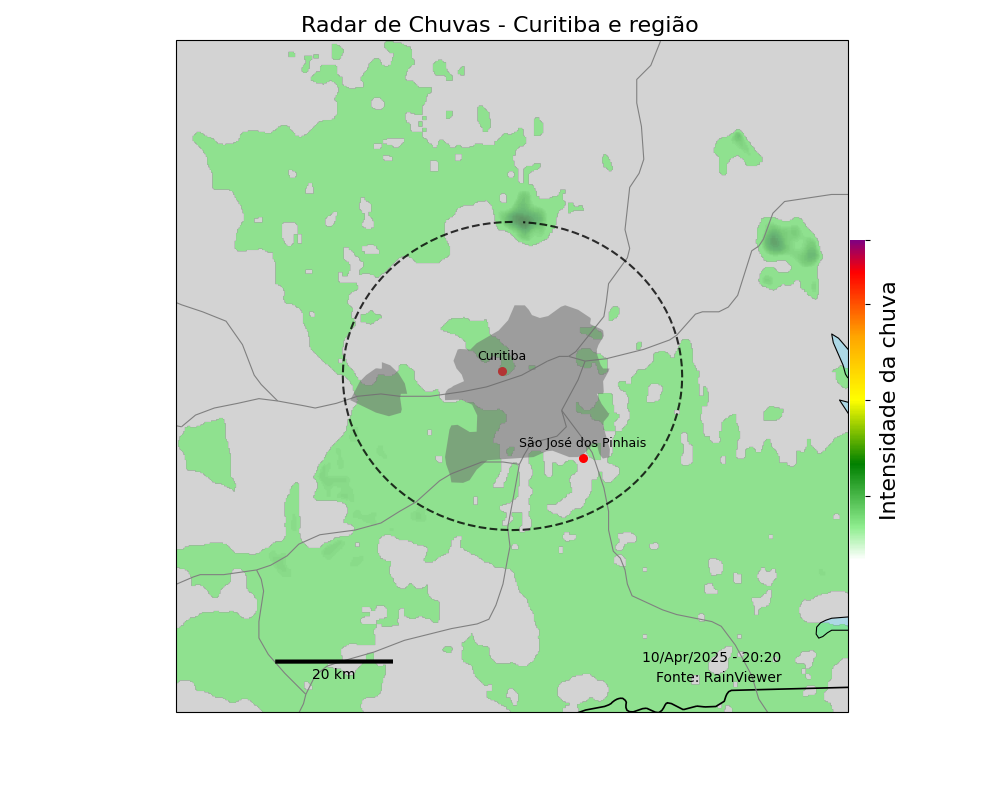 Radar de Chuvas - Curitiba e região
Curitiba
São José dos Pinhais
Intensidade da chuva
20 km
10/Apr/2025 - 20:20
Fonte: RainViewer